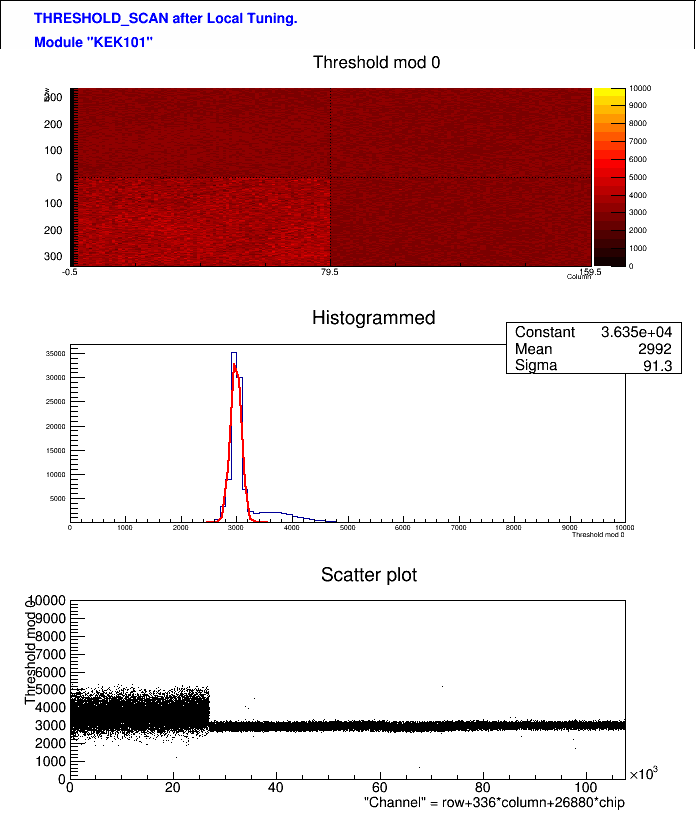 THRESHOLD_SCAN after Local Tuning.
Module "KEK101"
Threshold mod 0
Row
300
200
100
0
100
200
300
-0.5
79.5
159.5
Column
10000
9000
8000
7000
6000
5000
4000
3000
2000
1000
0
Histogrammed
Constant 3.635e+04
Mean 2992
Sigma 91.3
35000
30000
25000
20000
15000
10000
5000
0 1000 2000 3000 4000 5000 6000 7000 8000 9000 10000
Threshold mod 0
Scatter plot
Threshold mod 0
10000
9000
8000
7000
6000
5000
4000
3000
2000
1000
0
0 20 40 60 80 100
×10³
"Channel" = row+336*column+26880*chip